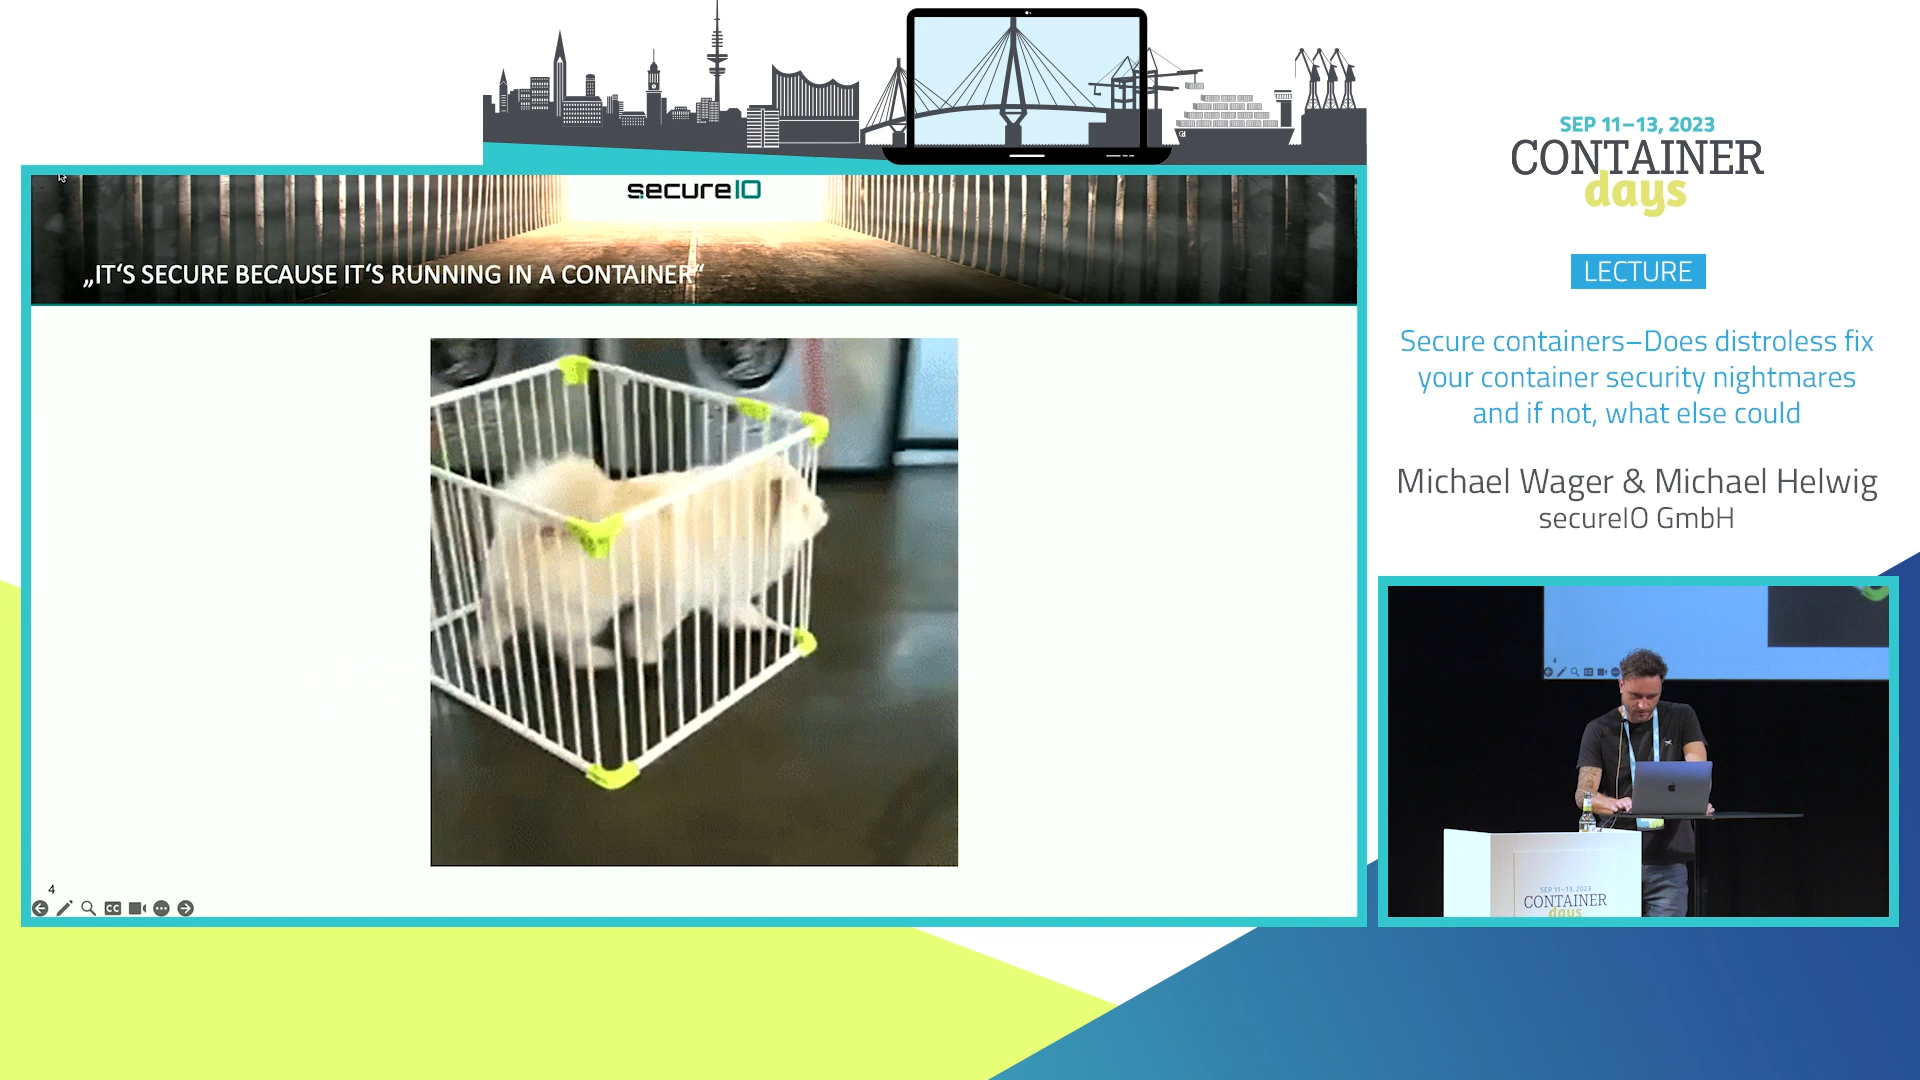 secureIO
„IT‘S SECURE BECAUSE IT‘S RUNNING IN A CONTAINER“
4
CC
SEP 11–13, 2023
CONTAINER
days
LECTURE
Secure containers–Does distroless fix
your container security nightmares
and if not, what else could
Michael Wager & Michael Helwig
secureIO GmbH
4
SEP 11–13, 2023
CONTAINER
days